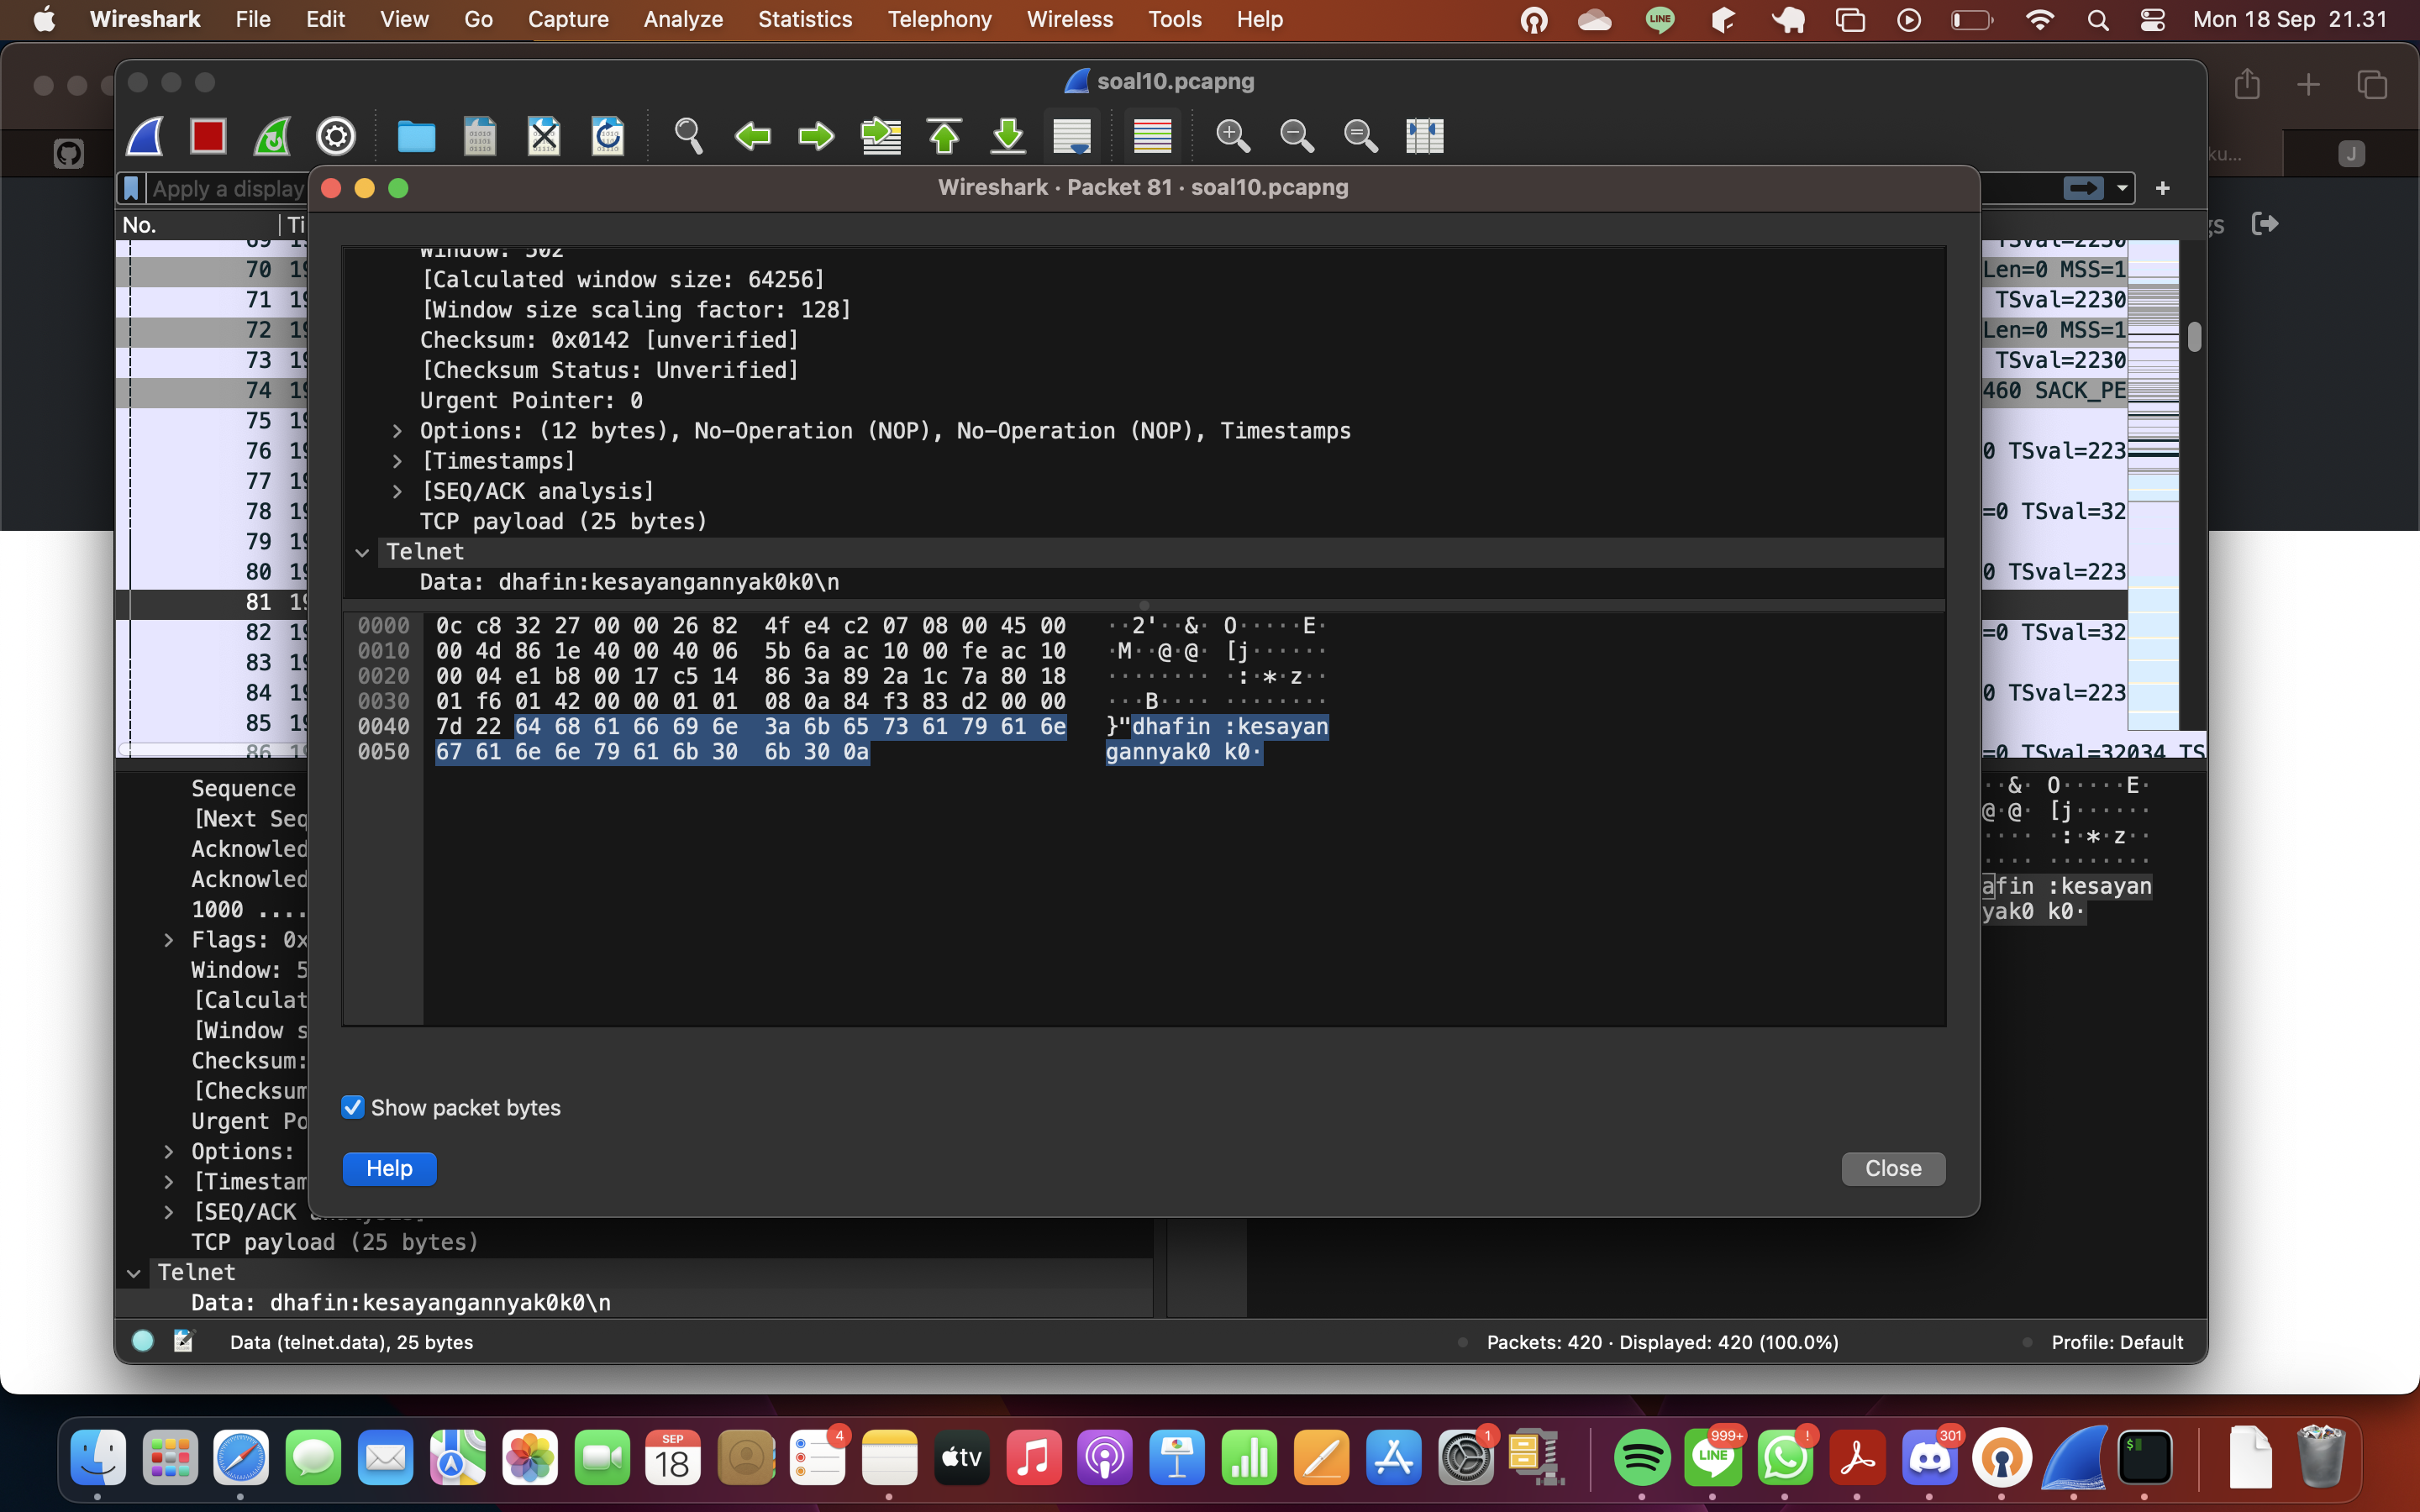 Wireshark File Edit View Go Capture Analyze Statistics Telephony Wireless Tools Help LINE Mon 18 Sep 21.31
soal10.pcapng
J
Apply a display
Wireshark · Packet 81 · soal10.pcapng
+
No. Ti
70 19
71 19
72 19
73 19
74 19
75 19
76 19
77 19
78 19
79 19
80 19
81 19
82 19
83 19
84 19
85 19
86 19
Window: 502
[Calculated window size: 64256]
[Window size scaling factor: 128]
Checksum: 0x0142 [unverified]
[Checksum Status: Unverified]
Urgent Pointer: 0
Options: (12 bytes), No-Operation (NOP), No-Operation (NOP), Timestamps
[Timestamps]
[SEQ/ACK analysis]
TCP payload (25 bytes)
Telnet
Data: dhafin:kesayangannyak0k0\n
0000 0c c8 32 27 00 00 26 82 4f e4 c2 07 08 00 45 00 ··2'··&· O·····E·
0010 00 4d 86 1e 40 00 40 06 5b 6a ac 10 00 fe ac 10 ·M··@·@· [j······
0020 00 04 e1 b8 00 17 c5 14 86 3a 89 2a 1c 7a 80 18 ········ ·:·*·z··
0030 01 f6 01 42 00 00 01 01 08 0a 84 f3 83 d2 00 00 ···B···· ········
0040 7d 22 64 68 61 66 69 6e 3a 6b 65 73 61 79 61 6e }"dhafin :kesayan
0050 67 61 6e 6e 79 61 6b 30 6b 30 0a gannyak0 k0·
Show packet bytes
Help
Close
TSval=2230
Len=0 MSS=1
TSval=2230
Len=0 MSS=1
TSval=2230
460 SACK_PE
0 TSval=223
=0 TSval=32
0 TSval=223
=0 TSval=32
0 TSval=223
=0 TSval=32034 TS
··&· O·····E·
@·@· [j······
···· ·:·*·z··
···· ········
afin :kesayan
yak0 k0·
Sequence
[Next Seq
Acknowled
Acknowled
1000 ....
Flags: 0x
Window: 5
[Calculat
[Window s
Checksum:
[Checksum
Urgent Po
Options:
[Timestam
[SEQ/ACK
TCP payload (25 bytes)
Telnet
Data: dhafin:kesayangannyak0k0\n
Data (telnet.data), 25 bytes
Packets: 420 · Displayed: 420 (100.0%)
Profile: Default
SEP
18
4
tv
1
999+
LINE
!
301
$